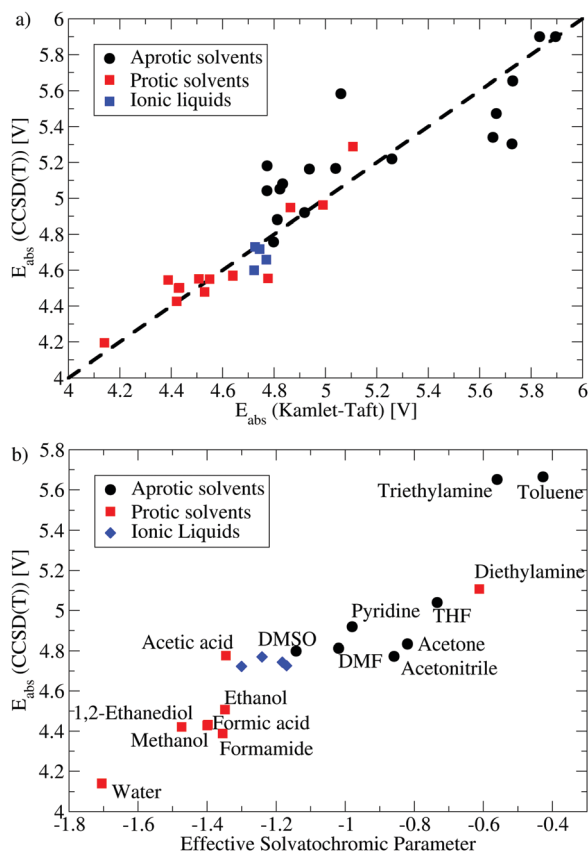 a)
6
5.8
5.6
5.4
5.2
5
4.8
4.6
4.4
4.2
4
E_abs (CCSD(T)) [V]
Aprotic solvents
Protic solvents
Ionic liquids
4 4.2 4.4 4.6 4.8 5 5.2 5.4 5.6 5.8 6
E_abs (Kamlet-Taft) [V]
b)
5.8
5.6
5.4
5.2
5
4.8
4.6
4.4
4.2
4
E_abs (CCSD(T)) [V]
Aprotic solvents
Protic solvents
Ionic Liquids
Triethylamine
Toluene
Diethylamine
Pyridine
THF
Acetic acid
DMSO
DMF
Acetone
Acetonitrile
Ethanol
1,2-Ethanediol
Formic acid
Methanol
Formamide
Water
-1.8 -1.6 -1.4 -1.2 -1 -0.8 -0.6 -0.4
Effective Solvatochromic Parameter